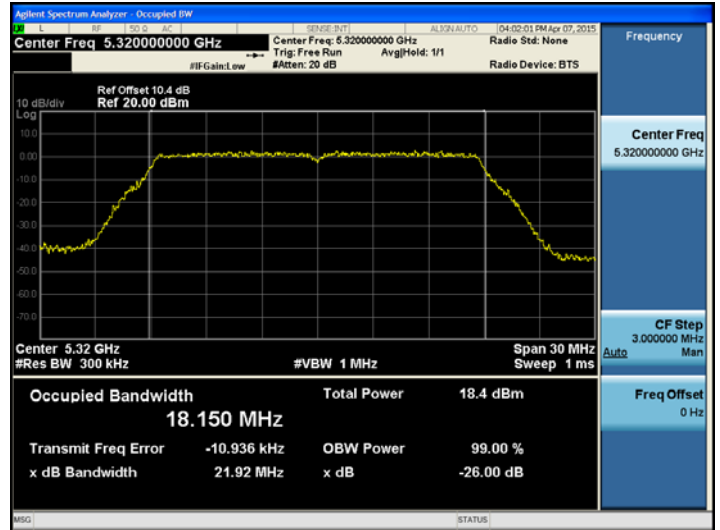 Agilent Spectrum Analyzer - Occupied BW
L RF 50 Ω AC SENSE:INT ALIGN AUTO 04:02:01 PM Apr 07, 2015
Center Freq 5.320000000 GHz
Center Freq: 5.320000000 GHz Radio Std: None
Trig: Free Run Avg|Hold: 1/1
#IFGain:Low #Atten: 20 dB Radio Device: BTS
Ref Offset 10.4 dB
10 dB/div Ref 20.00 dBm
Log
10.0
0.00
-10.0
-20.0
-30.0
-40.0
-50.0
-60.0
-70.0
Center 5.32 GHz Span 30 MHz
#Res BW 300 kHz #VBW 1 MHz Sweep 1 ms
Occupied Bandwidth Total Power 18.4 dBm
18.150 MHz
Transmit Freq Error -10.936 kHz OBW Power 99.00 %
x dB Bandwidth 21.92 MHz x dB -26.00 dB
MSG STATUS
Frequency
Center Freq
5.320000000 GHz
CF Step
3.000000 MHz
Auto Man
Freq Offset
0 Hz